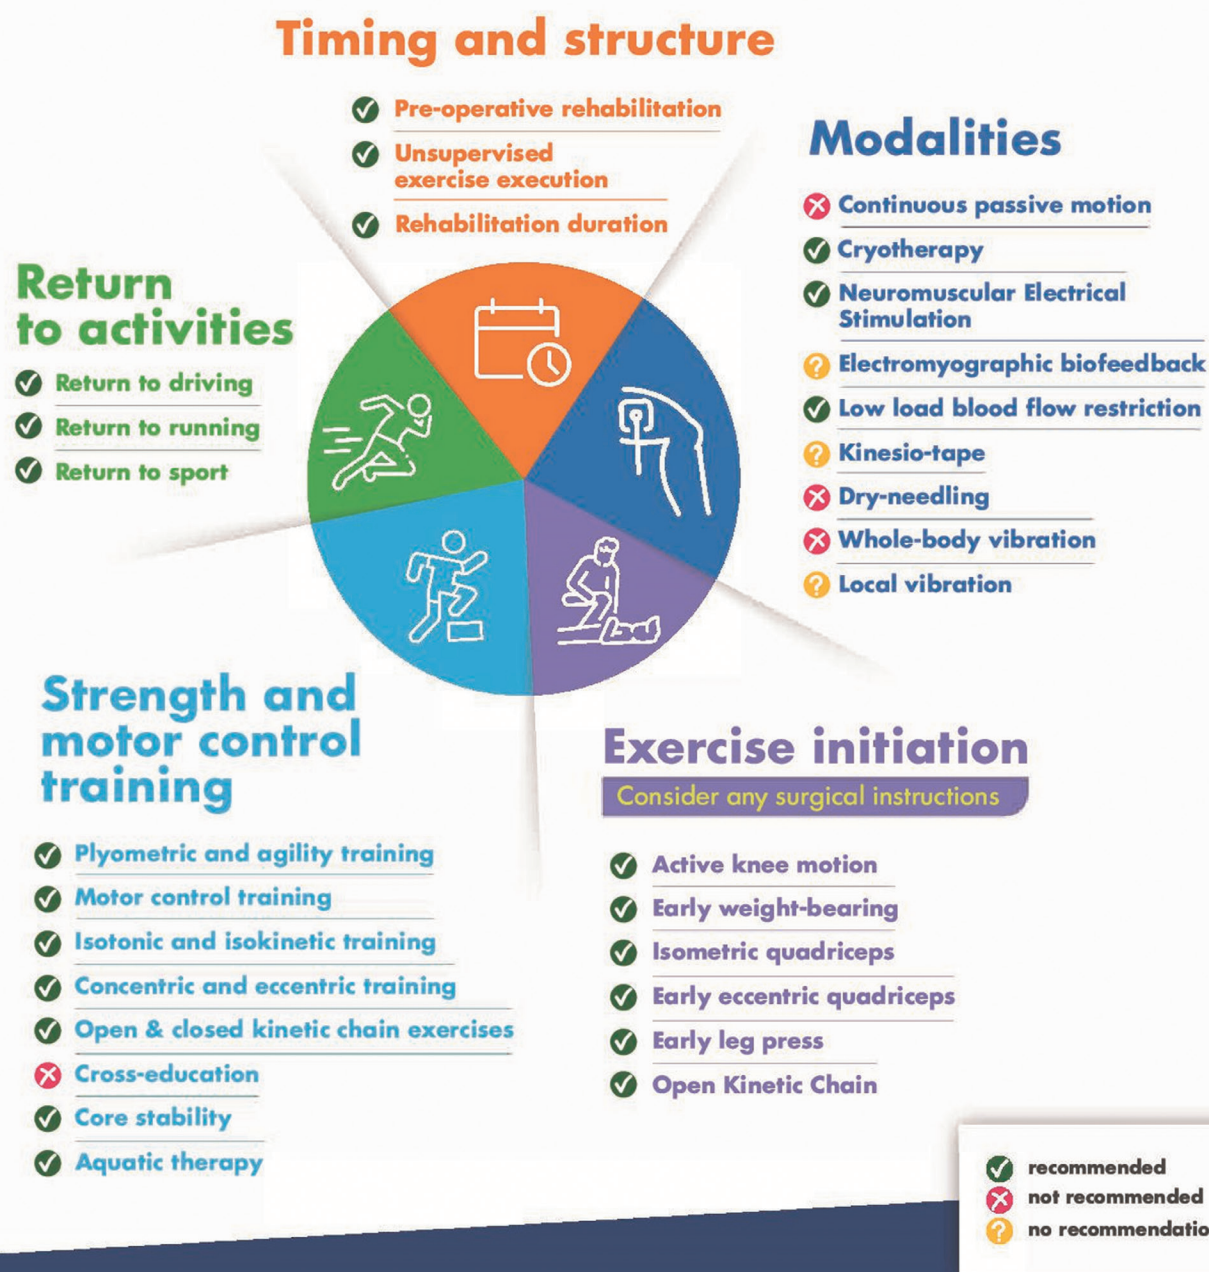 Timing and structure
Pre-operative rehabilitation
Unsupervised
exercise execution
Rehabilitation duration
Modalities
Continuous passive motion
Cryotherapy
Neuromuscular Electrical
Stimulation
Electromyographic biofeedback
Low load blood flow restriction
Kinesio-tape
Dry-needling
Whole-body vibration
Local vibration
Return
to activities
Return to driving
Return to running
Return to sport
Strength and
motor control
training
Plyometric and agility training
Motor control training
Isotonic and isokinetic training
Concentric and eccentric training
Open & closed kinetic chain exercises
Cross-education
Core stability
Aquatic therapy
Exercise initiation
Consider any surgical instructions
Active knee motion
Early weight-bearing
Isometric quadriceps
Early eccentric quadriceps
Early leg press
Open Kinetic Chain
recommended
not recommended
no recommendatio